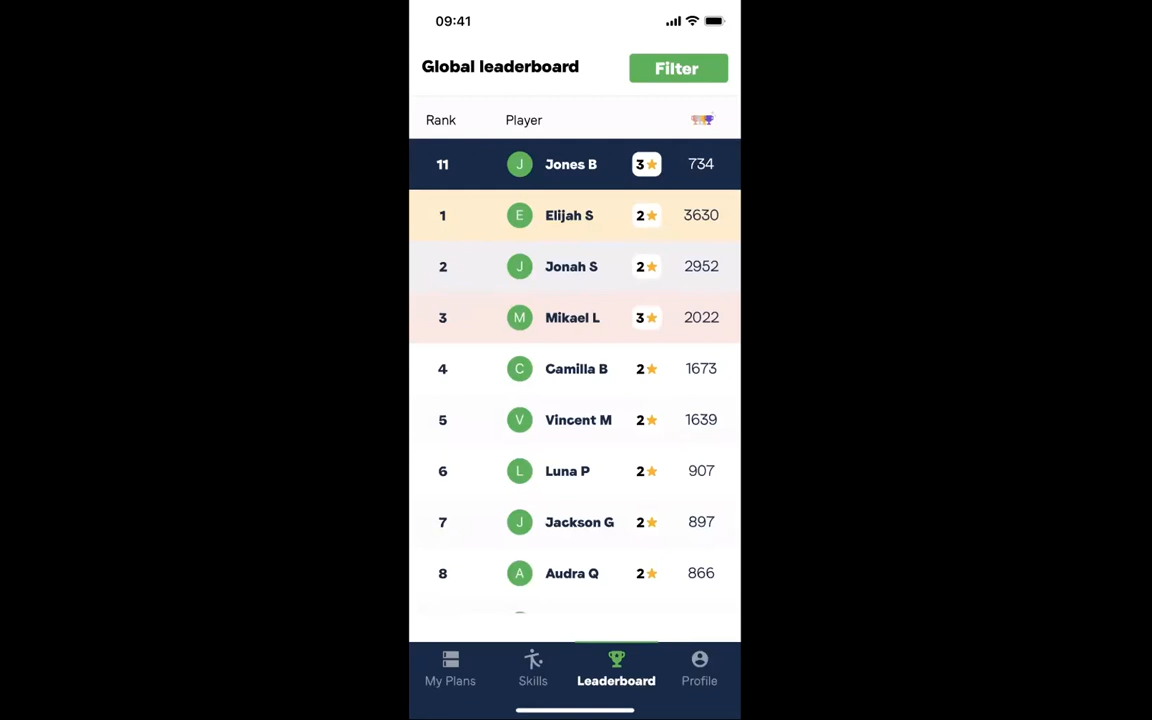 09:41
Global leaderboard Filter
Rank Player
11 J Jones B 3 734
1 E Elijah S 2 3630
2 J Jonah S 2 2952
3 M Mikael L 3 2022
4 C Camilla B 2 1673
5 V Vincent M 2 1639
6 L Luna P 2 907
7 J Jackson G 2 897
8 A Audra Q 2 866
My Plans Skills Leaderboard Profile